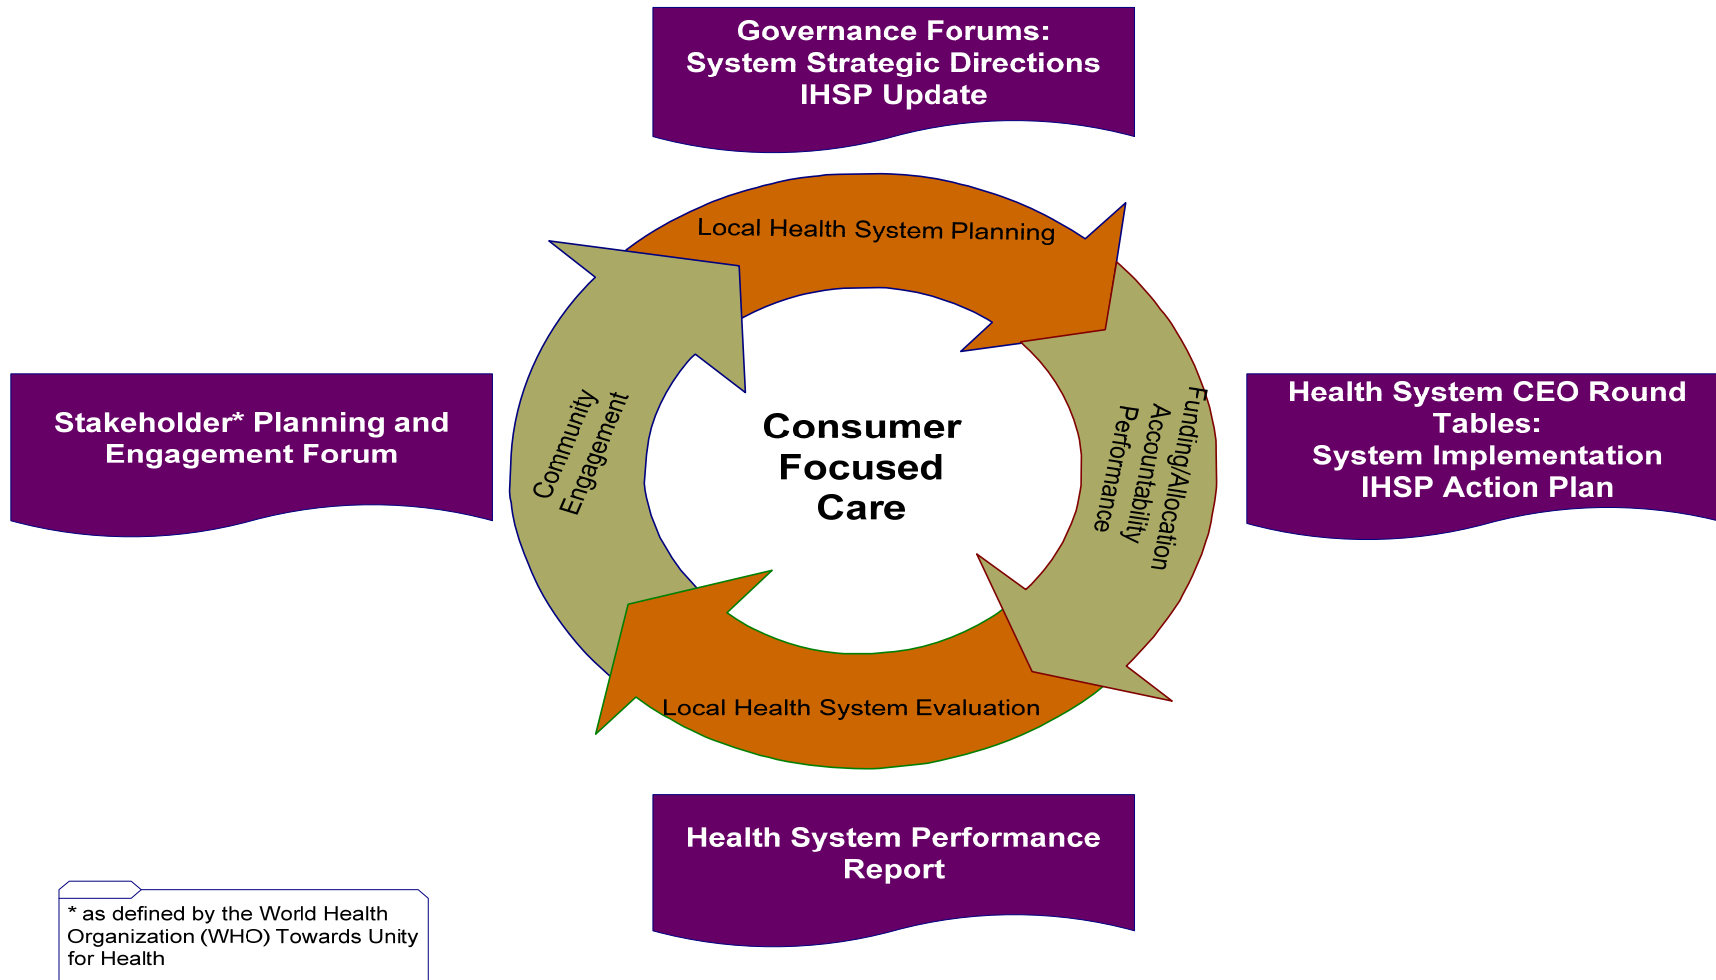 Governance Forums:
System Strategic Directions
IHSP Update
Local Health System Planning
Stakeholder* Planning and
Engagement Forum
Community
Engagement
Consumer
Focused
Care
Funding/Allocation
Accountability
Performance
Health System CEO Round
Tables:
System Implementation
IHSP Action Plan
Local Health System Evaluation
Health System Performance
Report
* as defined by the World Health
Organization (WHO) Towards Unity
for Health